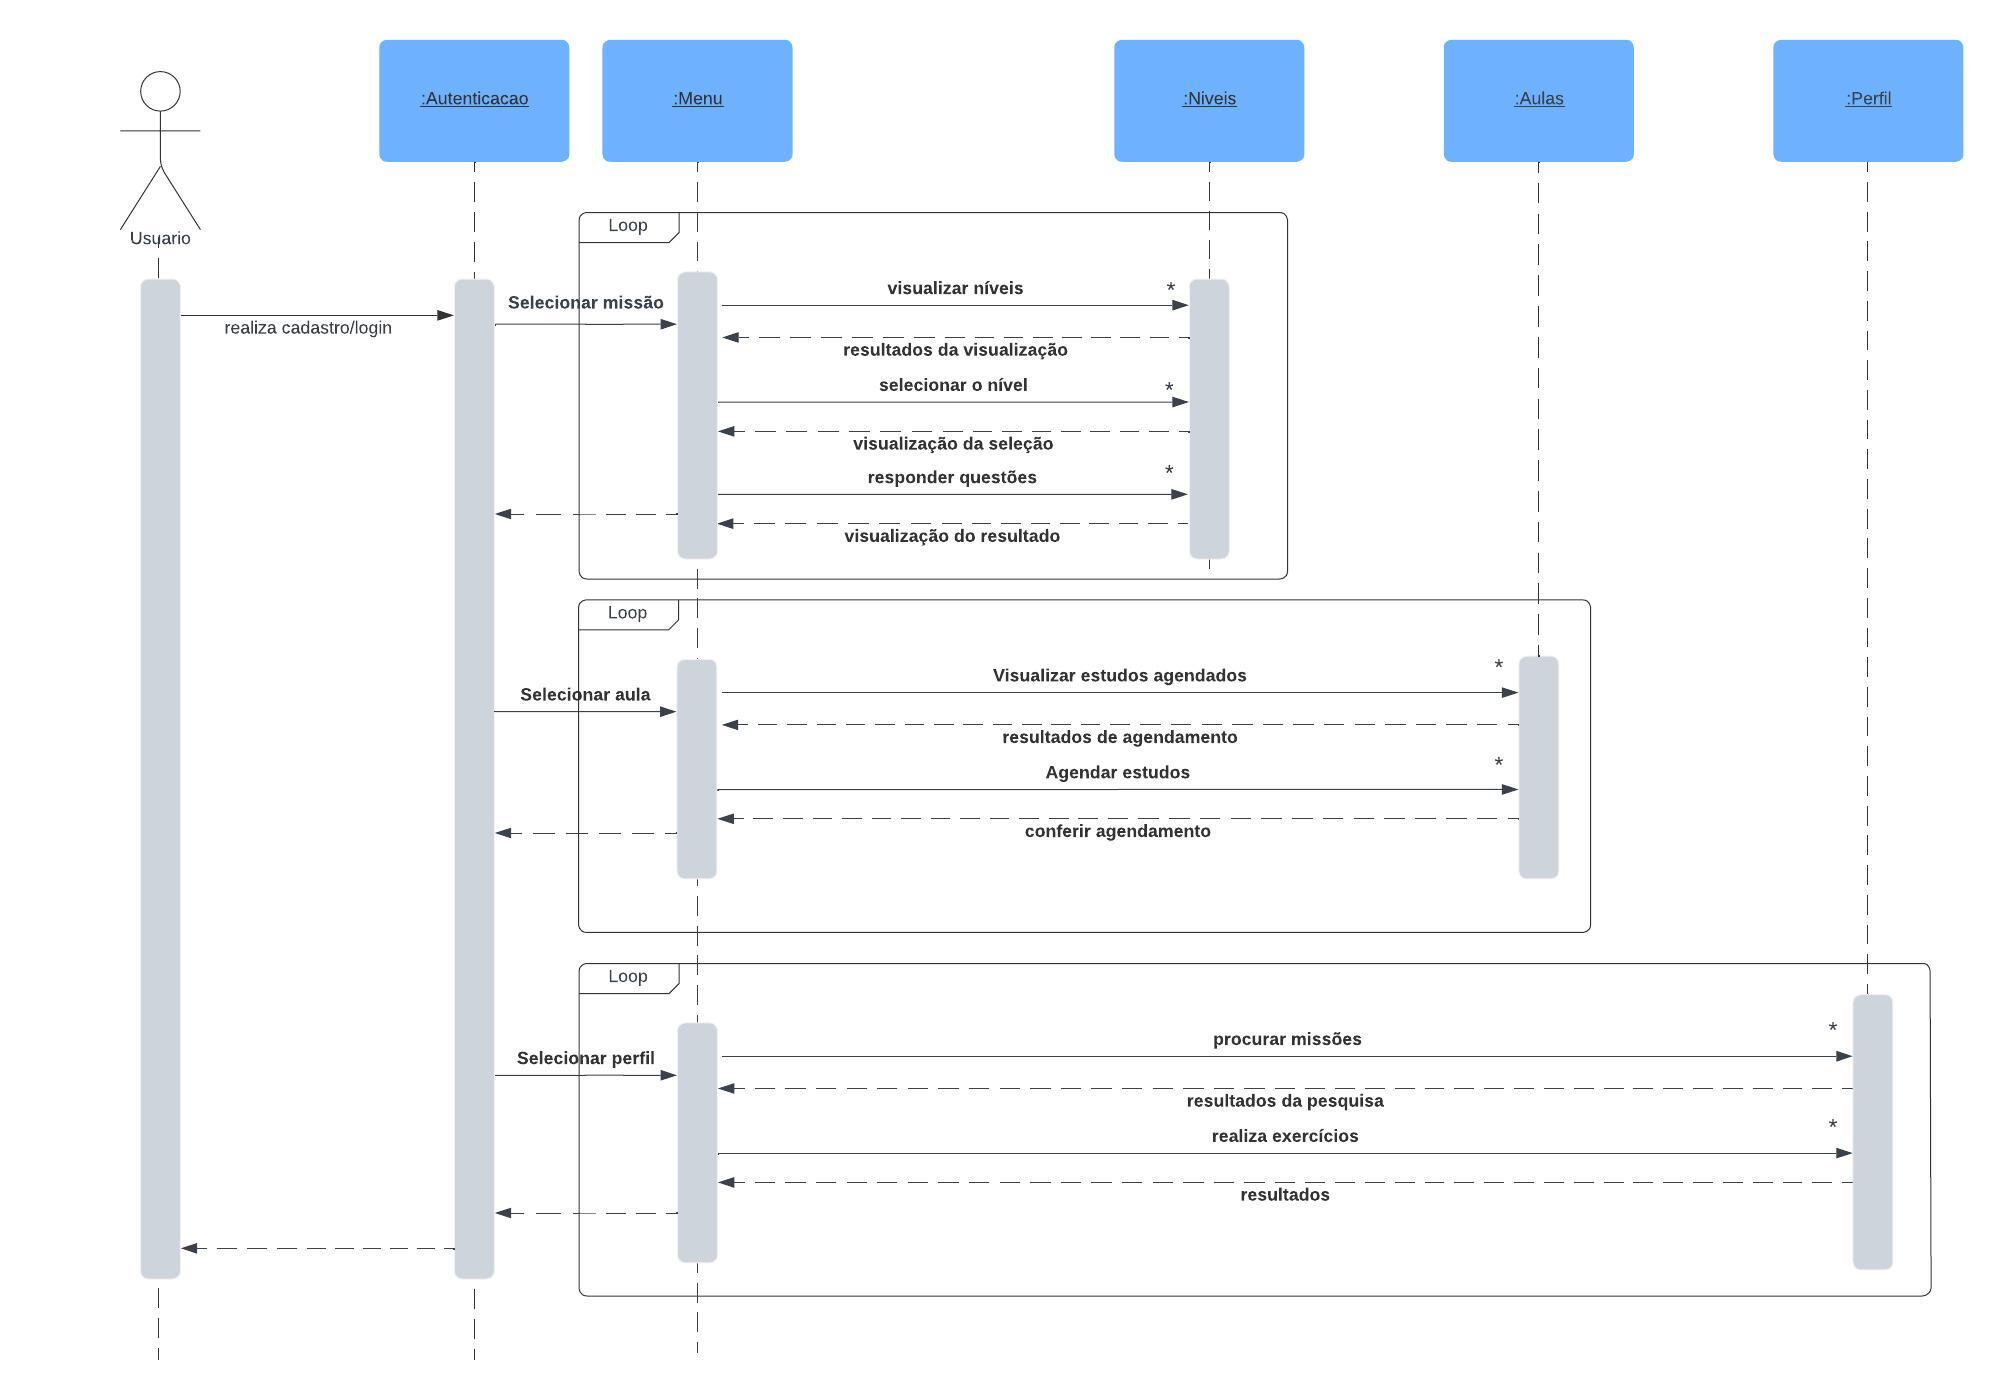 :Autenticacao
:Menu
:Niveis
:Aulas
:Perfil
Usuario
Loop
visualizar níveis
*
Selecionar missão
realiza cadastro/login
resultados da visualização
selecionar o nível
*
visualização da seleção
responder questões
*
visualização do resultado
Loop
Visualizar estudos agendados
*
Selecionar aula
resultados de agendamento
Agendar estudos
*
conferir agendamento
Loop
procurar missões
*
Selecionar perfil
resultados da pesquisa
realiza exercícios
*
resultados